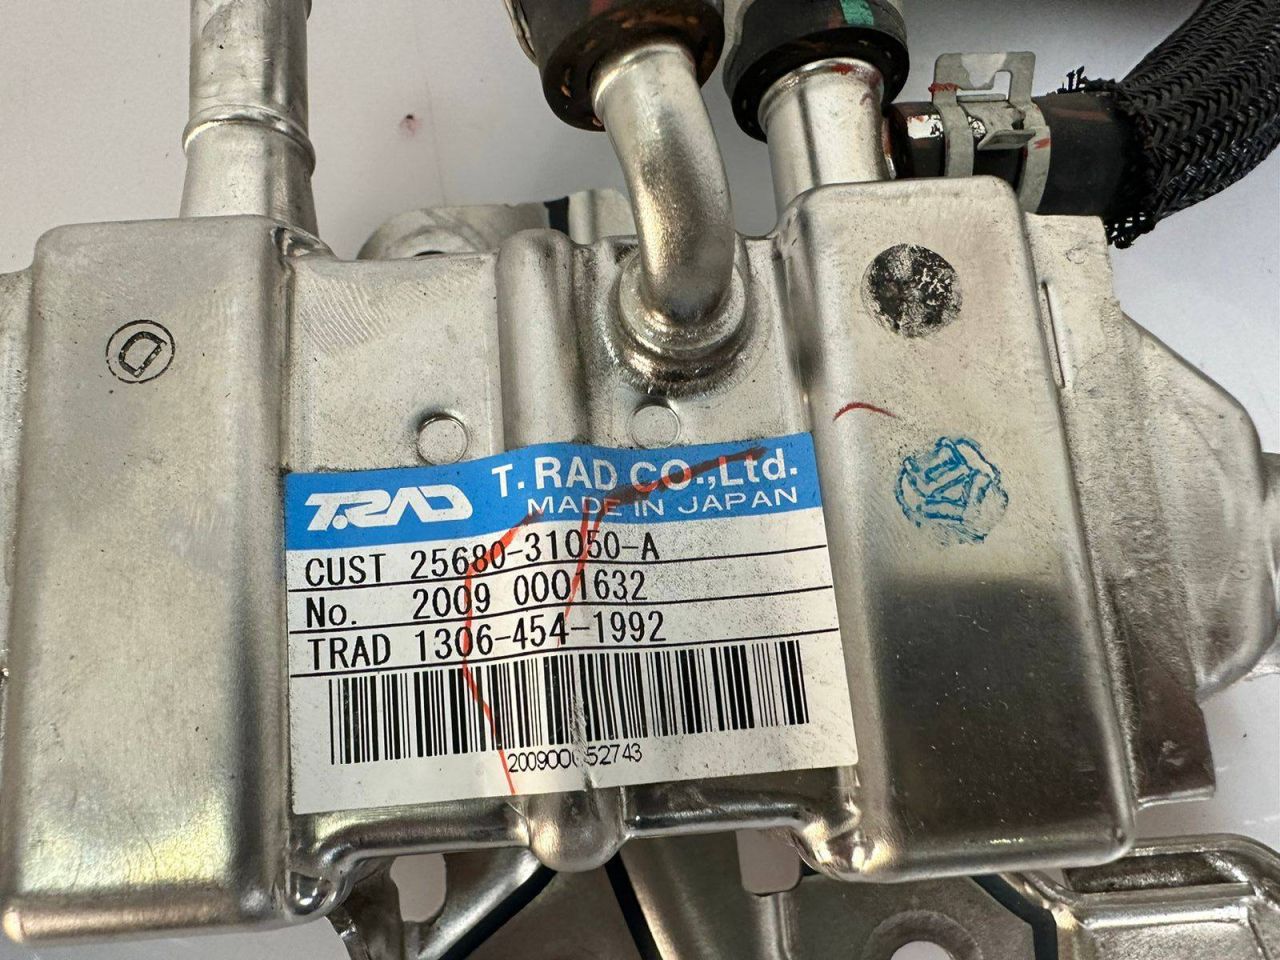 D
T.RAD T.RAD CO.,Ltd.
MADE IN JAPAN
CUST 25680-31050-A
No. 2009 0001632
TRAD 1306-454-1992